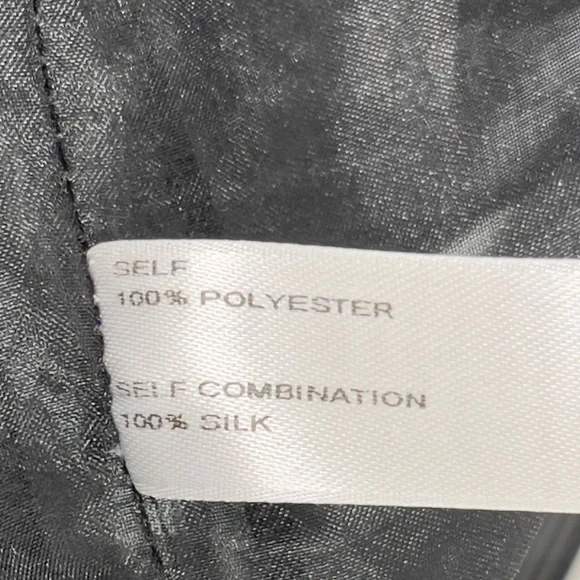 SELF
100% POLYESTER
SELF COMBINATION
100% SILK